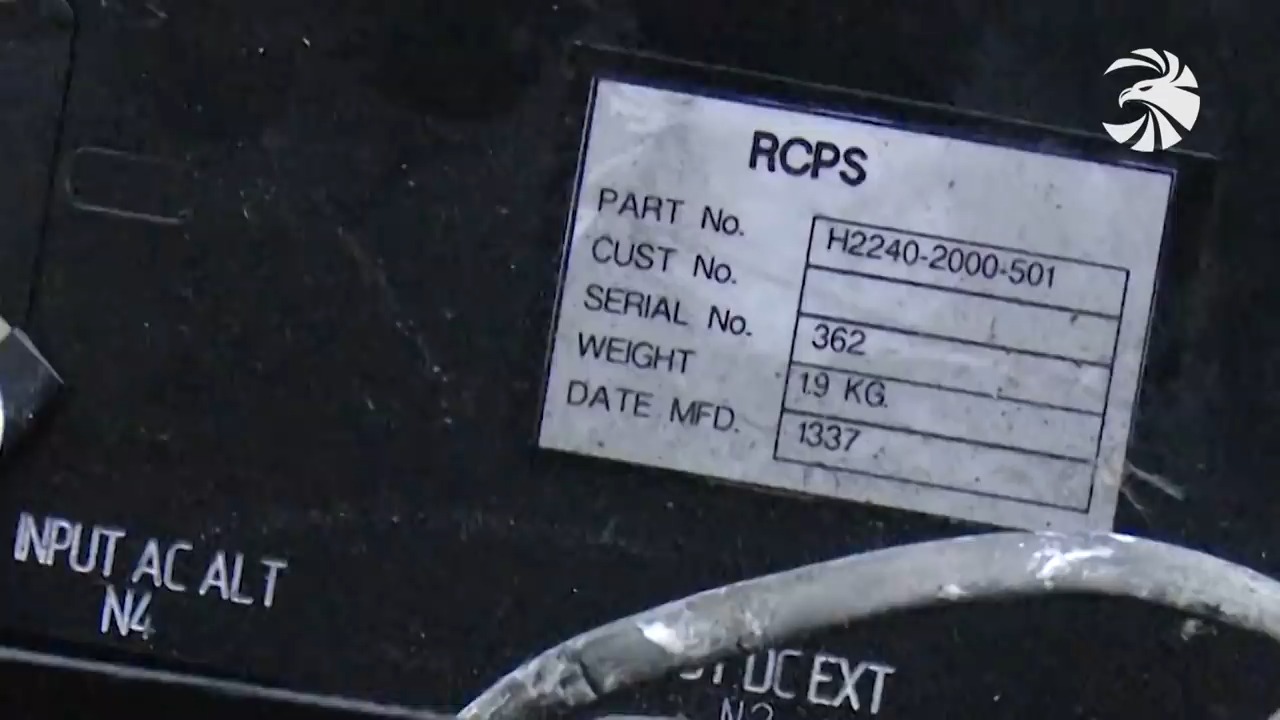 RCPS
PART No. H2240-2000-501
CUST No.
SERIAL No. 362
WEIGHT 1.9 KG.
DATE MFD. 1337
INPUT AC ALT
N4
DC EXT